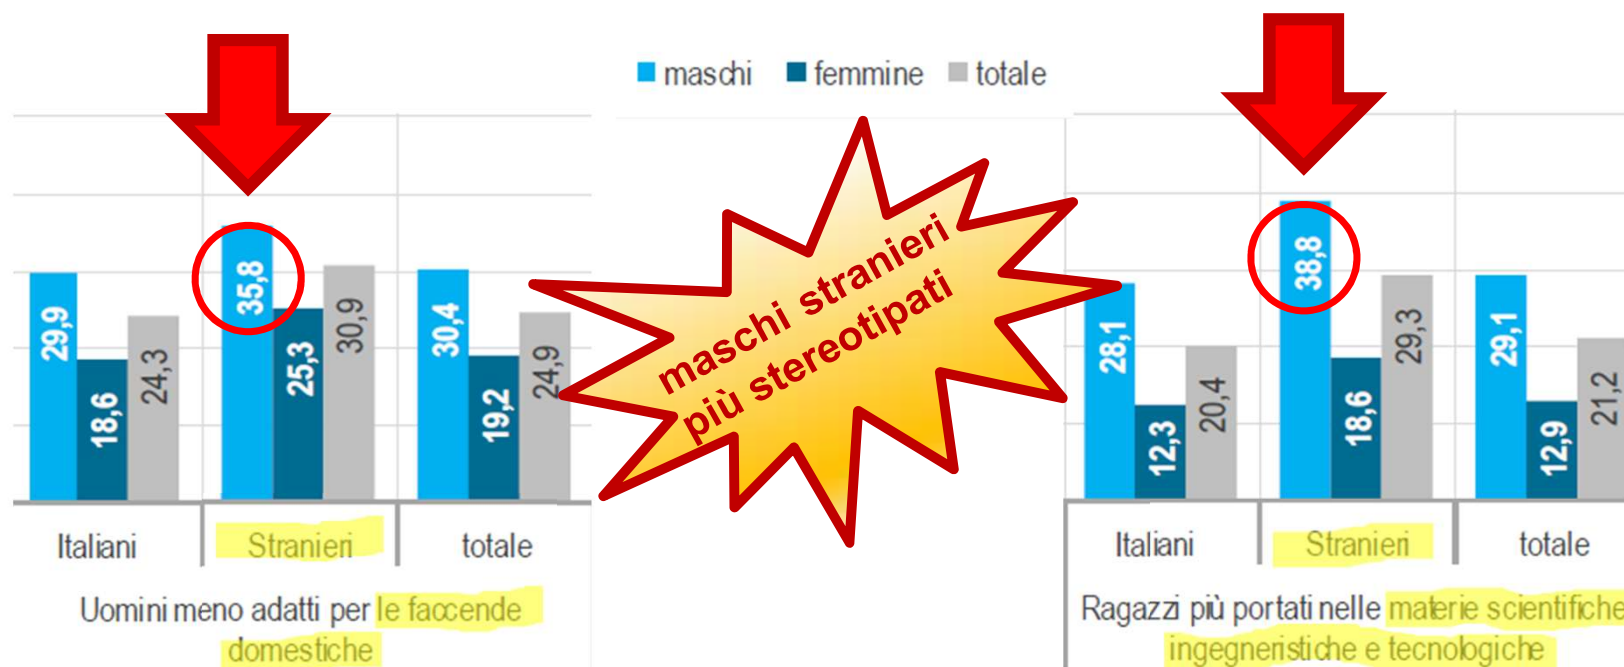 maschi femmine totale
29,9
18,6
24,3
35,8
25,3
30,9
30,4
19,2
24,9
Italiani
Stranieri
totale
Uomini meno adatti per le faccende
domestiche
maschi stranieri
più stereotipati
28,1
12,3
20,4
38,8
18,6
29,3
29,1
12,9
21,2
Italiani
Stranieri
totale
Ragazzi più portati nelle materie scientifiche
ingegneristiche e tecnologiche